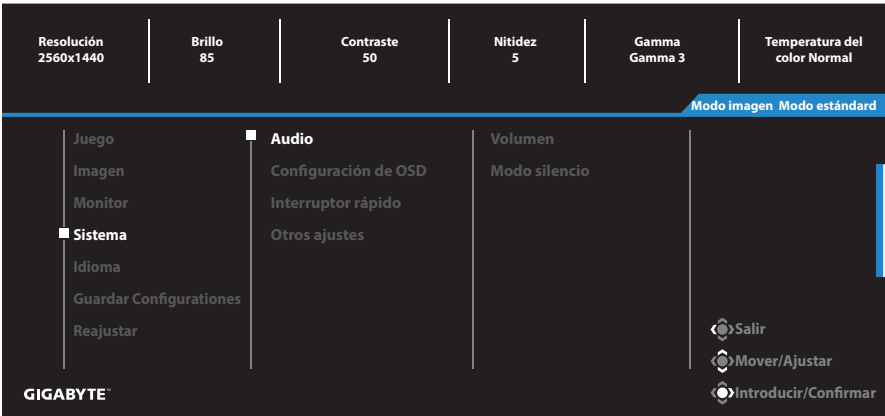 Resolución
2560x1440
Brillo
85
Contraste
50
Nitidez
5
Gamma
Gamma 3
Temperatura del
color Normal
Modo imagen Modo estándard
Juego
Imagen
Monitor
Sistema
Idioma
Guardar Configurationes
Reajustar
Audio
Configuración de OSD
Interruptor rápido
Otros ajustes
Volumen
Modo silencio
Salir
Mover/Ajustar
Introducir/Confirmar
GIGABYTE™